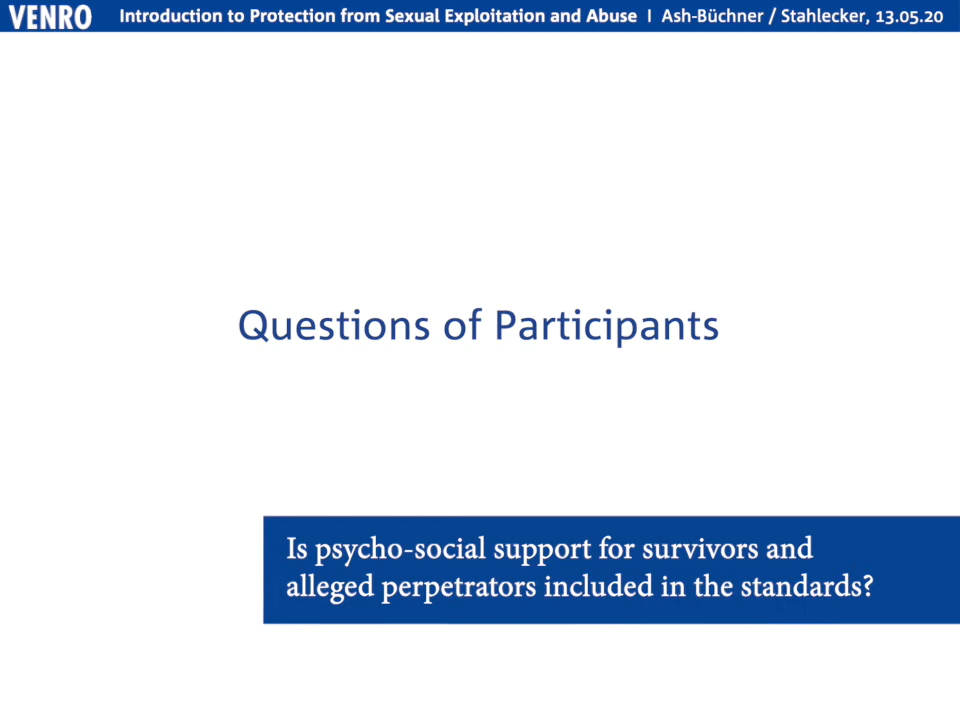 VENRO Introduction to Protection from Sexual Exploitation and Abuse I Ash-Büchner / Stahlecker, 13.05.20
Questions of Participants
Is psycho-social support for survivors and
alleged perpetrators included in the standards?